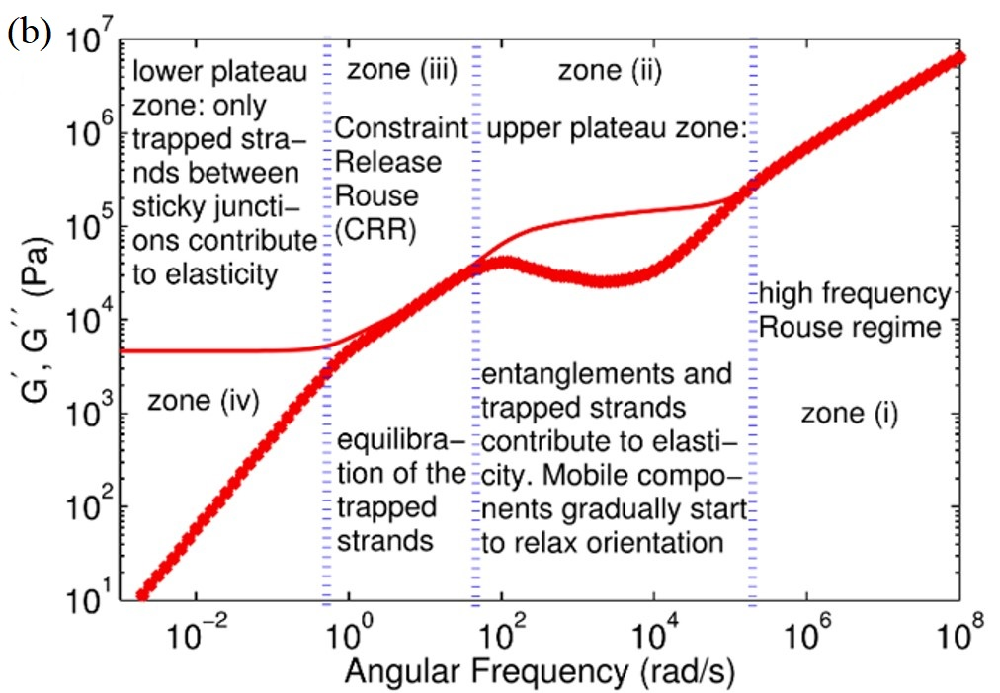 (b)
10^7
10^6
10^5
10^4
10^3
10^2
10^1
G´, G´´ (Pa)
lower plateau
zone: only
trapped stra–
nds between
sticky juncti–
ons contribute
to elasticity
zone (iv)
zone (iii)
Constraint
Release
Rouse
(CRR)
equilibra–
tion of the
trapped
strands
zone (ii)
upper plateau zone:
entanglements and
trapped strands
contribute to elasti–
city. Mobile compo–
nents gradually start
to relax orientation
high frequency
Rouse regime
zone (i)
10^−2
10^0
10^2
10^4
10^6
10^8
Angular Frequency (rad/s)